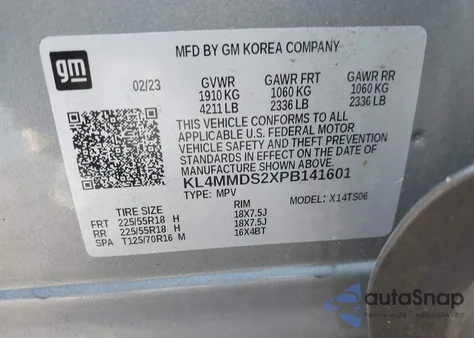 gm
MFD BY GM KOREA COMPANY
02/23 GVWR GAWR FRT GAWR RR
1910 KG 1060 KG 1060 KG
4211 LB 2336 LB 2336 LB
THIS VEHICLE CONFORMS TO ALL
APPLICABLE U.S. FEDERAL MOTOR
VEHICLE SAFETY AND THEFT
PREVENTION STANDARDS IN
EFFECT ON THE DATE OF
MANUFACTURE SHOWN ABOVE.
KL4MMDS2XPB141601
TYPE: MPV MODEL: X14TS06
TIRE SIZE RIM
FRT 225/55R18 H 18X7.5J
RR 225/55R18 H 18X7.5J
SPA T125/70R16 M 16X4BT
autoSnap